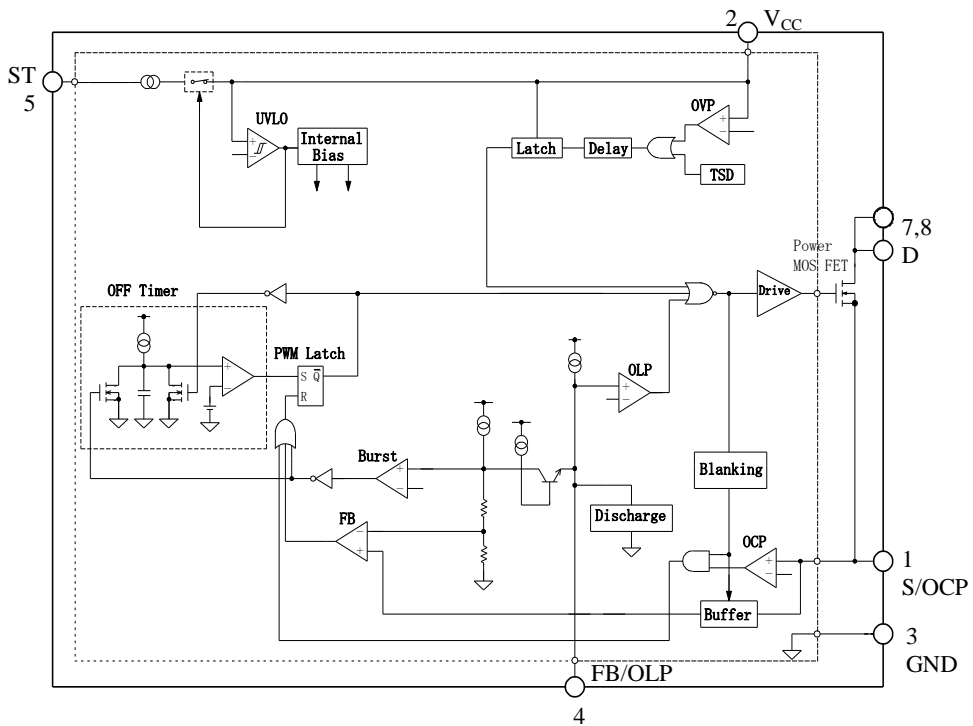 2 VCC
ST
5
OVP
UVLO
Internal
Bias
Latch
Delay
TSD
7,8
D
Power
MOS FET
OFF Timer
Drive
PWM Latch
OLP
S Q̅
R
Burst
Blanking
FB
Discharge
OCP
1
S/OCP
Buffer
3
GND
FB/OLP
4